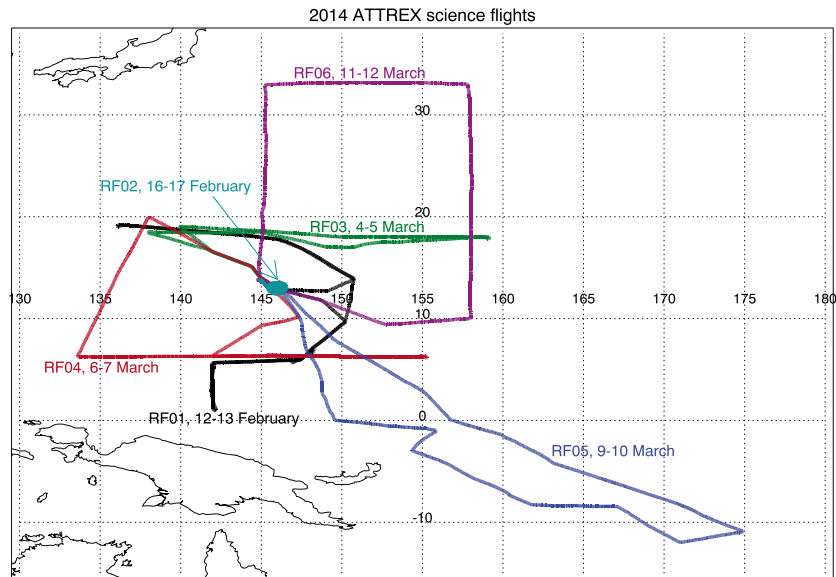 2014 ATTREX science flights
RF06, 11-12 March
30
RF02, 16-17 February
20
RF03, 4-5 March
130 135 140 145 150 155 160 165 170 175 180
10
RF04, 6-7 March
RF01, 12-13 February
0
RF05, 9-10 March
-10